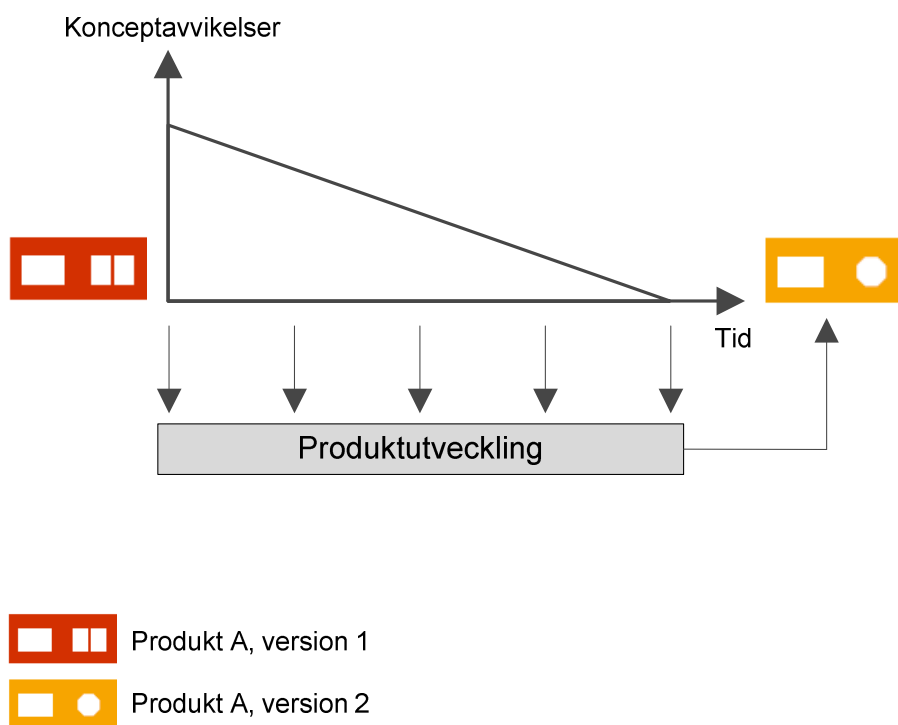 Konceptavvikelser
Tid
Produktutveckling
Produkt A, version 1
Produkt A, version 2